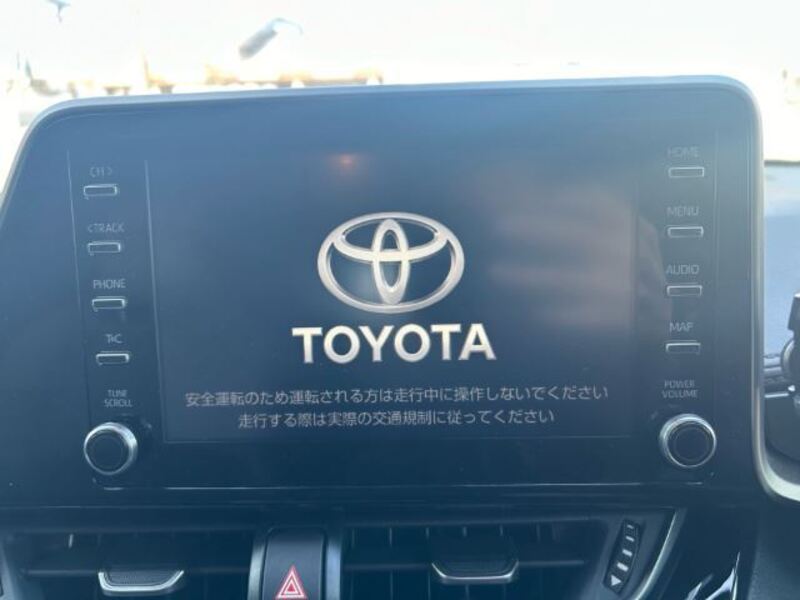 CH >
< TRACK
PHONE
T&C
TUNE
SCROLL
HOME
MENU
AUDIO
MAP
POWER
VOLUME
TOYOTA
安全運転のため運転される方は走行中に操作しないでください
走行する際は実際の交通規制に従ってください